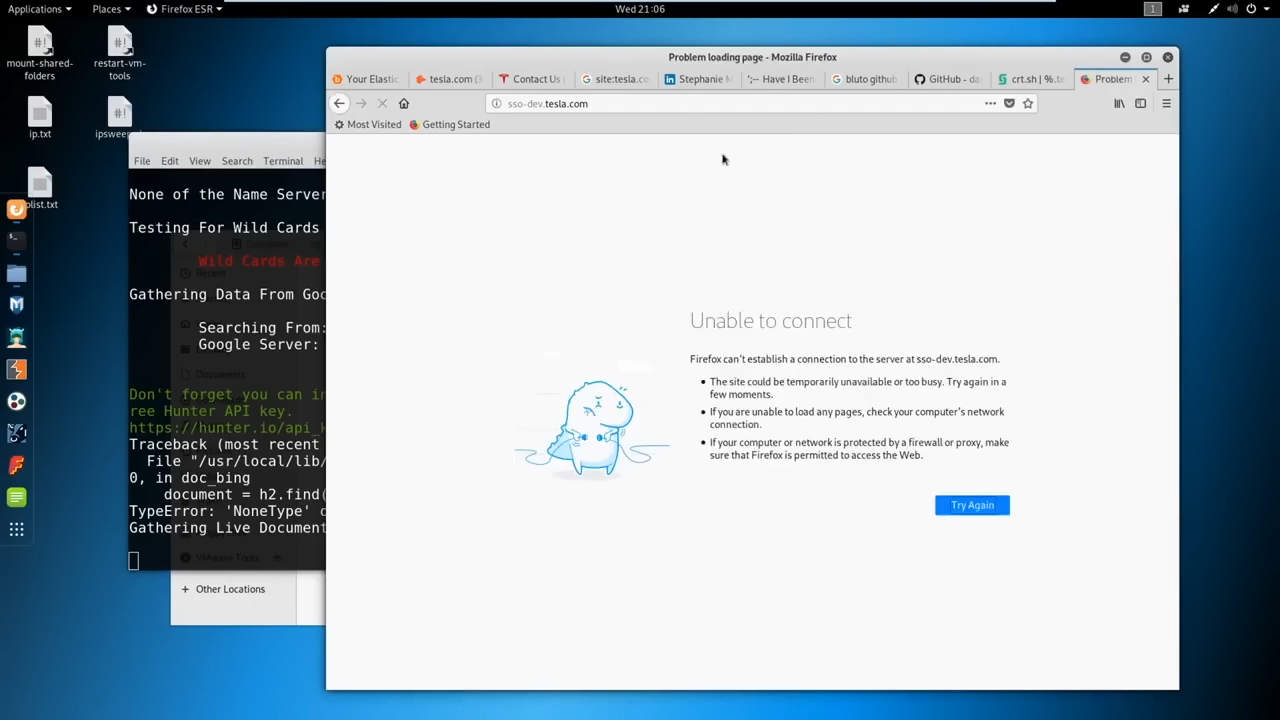 Applications
Places
Firefox ESR
Wed 21:06
1
mount-shared-
folders
restart-vm-
tools
ip.txt
Problem loading page - Mozilla Firefox
Your Elastic
tesla.com (3
Contact Us
site:tesla.co
Stephanie M
Have I Been
bluto github
GitHub - da
crt.sh | %.te
Problem
sso-dev.tesla.com
Most Visited
Getting Started
File Edit View Search Terminal He
None of the Name Server
Testing For Wild Cards
Wild Cards Are
Recent
Gathering Data From Goo
Searching From:
Google Server:
Documents
Don't forget you can in
ree Hunter API key.
https://hunter.io/api_k
Traceback (most recent
File "/usr/local/lib/
0, in doc_bing
document = h2.find(
TypeError: 'NoneType' o
Gathering Live Document
VMware Tools
Other Locations
Unable to connect
Firefox can't establish a connection to the server at sso-dev.tesla.com.
The site could be temporarily unavailable or too busy. Try again in a
few moments.
If you are unable to load any pages, check your computer's network
connection.
If your computer or network is protected by a firewall or proxy, make
sure that Firefox is permitted to access the Web.
Try Again